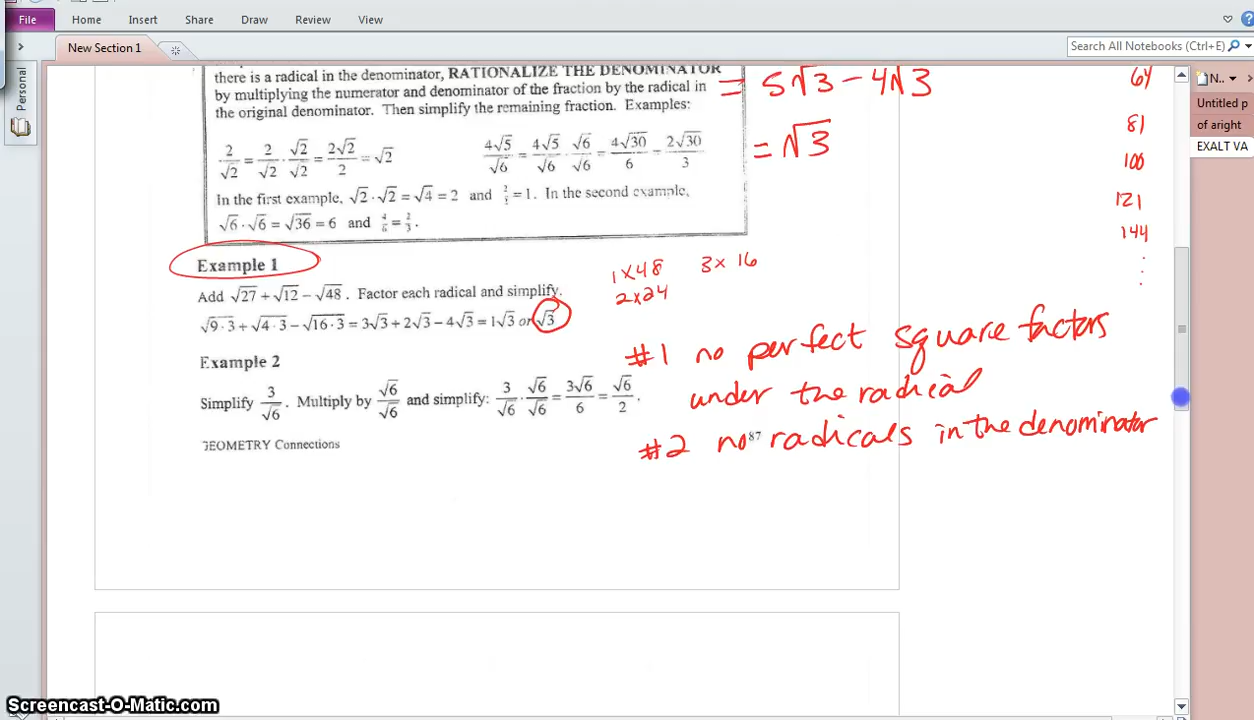 File Home Insert Share Draw Review View
New Section 1
Search All Notebooks (Ctrl+E)
Personal
N..
Untitled p
of aright
EXALT VA
there is a radical in the denominator, RATIONALIZE THE DENOMINATOR
by multiplying the numerator and denominator of the fraction by the radical in
the original denominator. Then simplify the remaining fraction. Examples:
2/√2 = 2/√2 · √2/√2 = 2√2/2 = √2 4√5/√6 = 4√5/√6 · √6/√6 = 4√30/6 = 2√30/3
In the first example, √2 · √2 = √4 = 2 and 2/2 = 1. In the second example,
√6 · √6 = √36 = 6 and 4/6 = 2/3.
= 5√3 − 4√3
= √3
64
81
100
121
144
⋮
Example 1
1×48 3×16
2×24
Add √27 + √12 − √48. Factor each radical and simplify.
√9·3 + √4·3 − √16·3 = 3√3 + 2√3 − 4√3 = 1√3 or √3
#1 no perfect square factors
under the radical
#2 no radicals in the denominator
Example 2
Simplify 3/√6. Multiply by √6/√6 and simplify: 3/√6 · √6/√6 = 3√6/6 = √6/2.
GEOMETRY Connections
87
Screencast-O-Matic.com